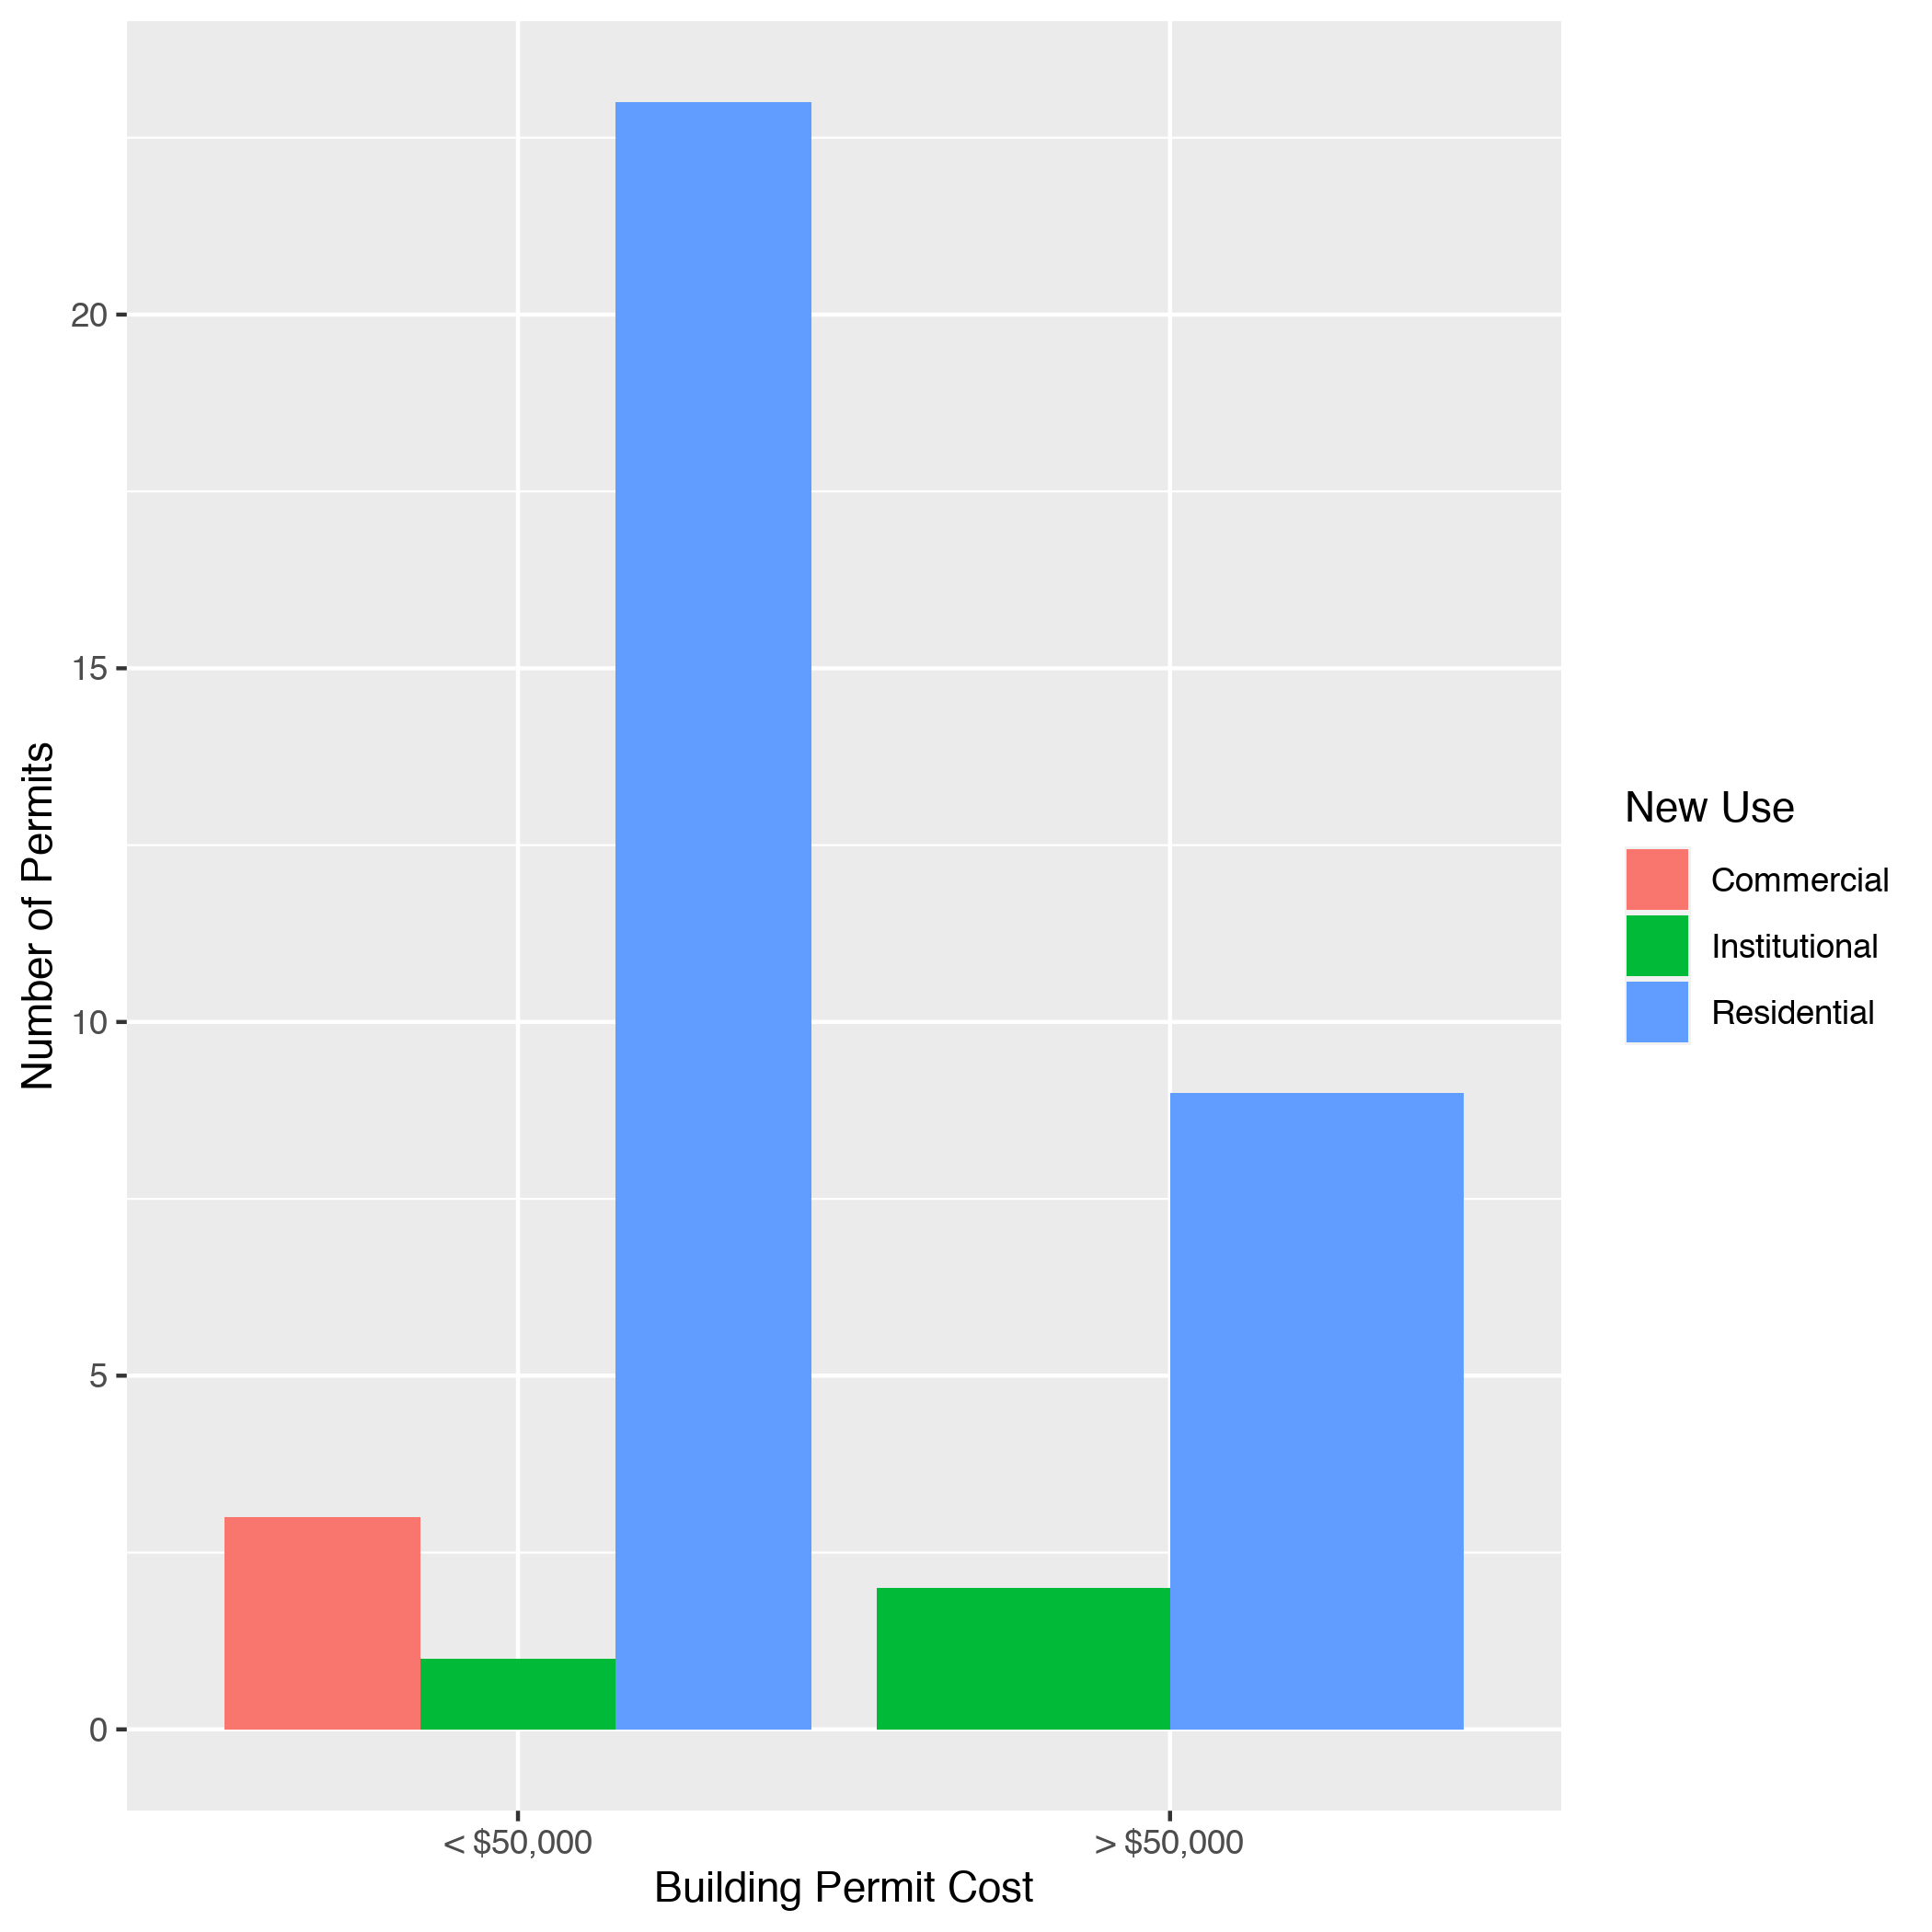 Number of Permits
20
15
10
5
0
< $50,000
> $50,000
Building Permit Cost
New Use
Commercial
Institutional
Residential